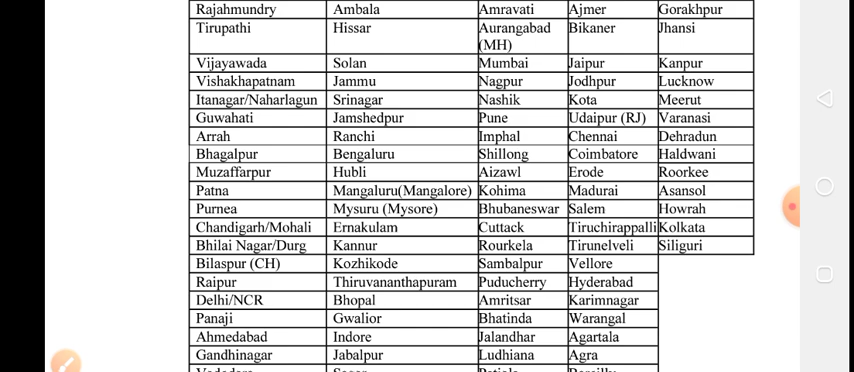 Rajahmundry Ambala Amravati Ajmer Gorakhpur
Tirupathi Hissar Aurangabad Bikaner Jhansi
(MH)
Vijayawada Solan Mumbai Jaipur Kanpur
Vishakhapatnam Jammu Nagpur Jodhpur Lucknow
Itanagar/Naharlagun Srinagar Nashik Kota Meerut
Guwahati Jamshedpur Pune Udaipur (RJ) Varanasi
Arrah Ranchi Imphal Chennai Dehradun
Bhagalpur Bengaluru Shillong Coimbatore Haldwani
Muzaffarpur Hubli Aizawl Erode Roorkee
Patna Mangaluru(Mangalore) Kohima Madurai Asansol
Purnea Mysuru (Mysore) Bhubaneswar Salem Howrah
Chandigarh/Mohali Ernakulam Cuttack Tiruchirappalli Kolkata
Bhilai Nagar/Durg Kannur Rourkela Tirunelveli Siliguri
Bilaspur (CH) Kozhikode Sambalpur Vellore
Raipur Thiruvananthapuram Puducherry Hyderabad
Delhi/NCR Bhopal Amritsar Karimnagar
Panaji Gwalior Bhatinda Warangal
Ahmedabad Indore Jalandhar Agartala
Gandhinagar Jabalpur Ludhiana Agra